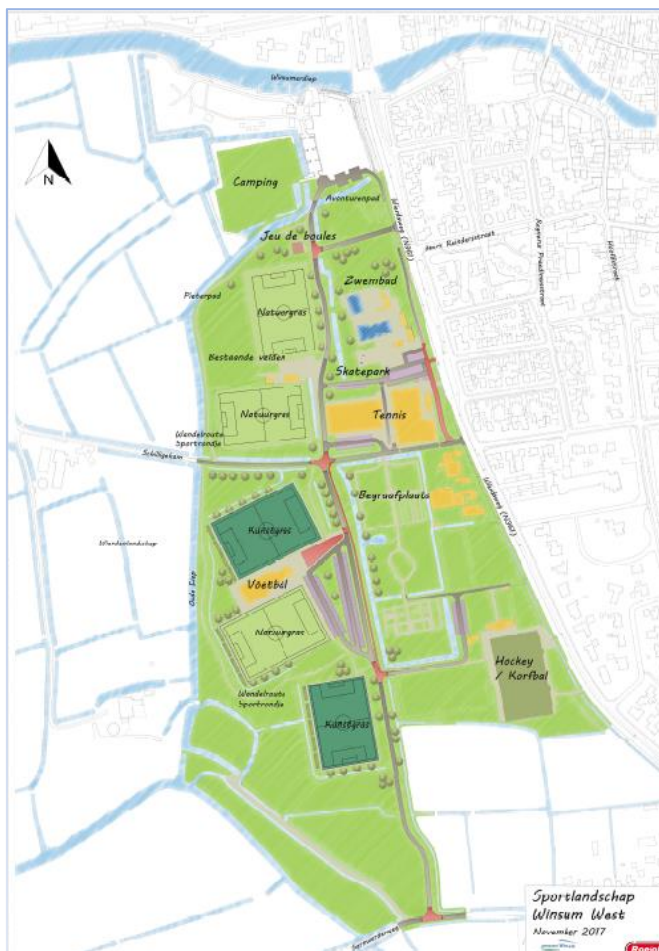 Winsumerdiep
N
Camping
Avonturenpad
Jeu de boules
Zwembad
Pieterpad
Natuurgras
Bestaande velden
Skatepark
Natuurgras
Tennis
Wandelroute
Sportrondje
Schilligeham
Begraafplaats
Kunstgras
Voetbal
Oude Diep
Natuurgras
Hockey
/ Korfbal
Wandelroute
Sportrondje
Kunstgras
Sportlandschap
Winsum West
November 2017